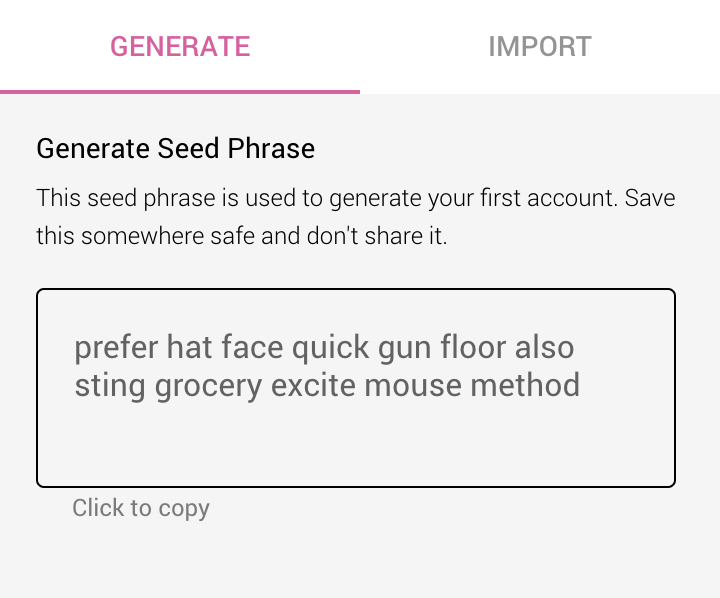 GENERATE IMPORT
Generate Seed Phrase
This seed phrase is used to generate your first account. Save
this somewhere safe and don't share it.
prefer hat face quick gun floor also
sting grocery excite mouse method
Click to copy